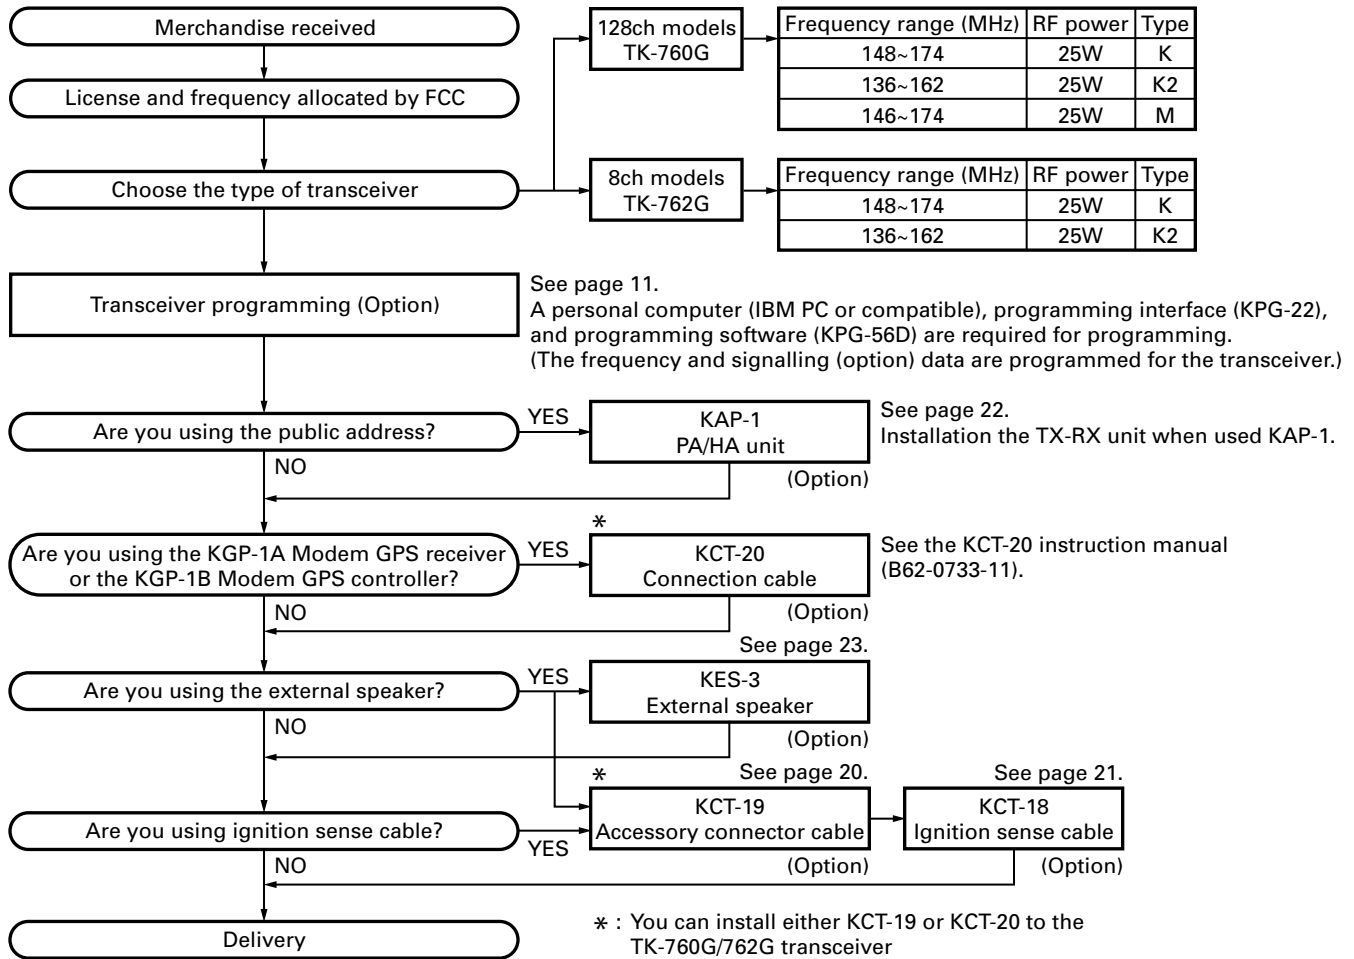 Merchandise received
License and frequency allocated by FCC
Choose the type of transceiver
128ch models
TK-760G
Frequency range (MHz) RF power Type
148~174 25W K
136~162 25W K2
146~174 25W M
8ch models
TK-762G
Frequency range (MHz) RF power Type
148~174 25W K
136~162 25W K2
Transceiver programming (Option)
See page 11.
A personal computer (IBM PC or compatible), programming interface (KPG-22),
and programming software (KPG-56D) are required for programming.
(The frequency and signalling (option) data are programmed for the transceiver.)
Are you using the public address?
YES
NO
KAP-1
PA/HA unit
(Option)
See page 22.
Installation the TX-RX unit when used KAP-1.
Are you using the KGP-1A Modem GPS receiver
or the KGP-1B Modem GPS controller?
YES
NO
*
KCT-20
Connection cable
(Option)
See the KCT-20 instruction manual
(B62-0733-11).
Are you using the external speaker?
YES
NO
See page 23.
KES-3
External speaker
(Option)
Are you using ignition sense cable?
YES
NO
*
See page 20.
KCT-19
Accessory connector cable
(Option)
See page 21.
KCT-18
Ignition sense cable
(Option)
Delivery
* : You can install either KCT-19 or KCT-20 to the
TK-760G/762G transceiver